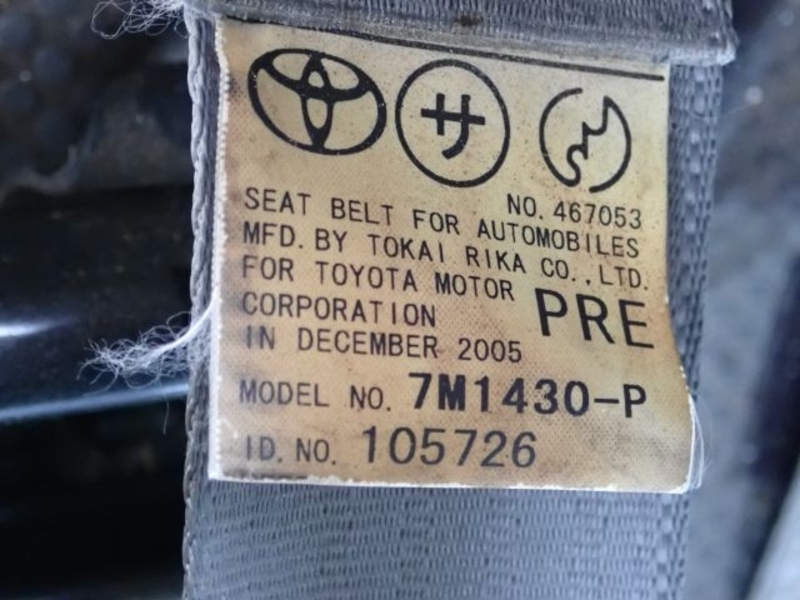 サ
NO. 467053
SEAT BELT FOR AUTOMOBILES
MFD. BY TOKAI RIKA CO., LTD.
FOR TOYOTA MOTOR
CORPORATION PRE
IN DECEMBER 2005
MODEL NO. 7M1430-P
ID. NO. 105726